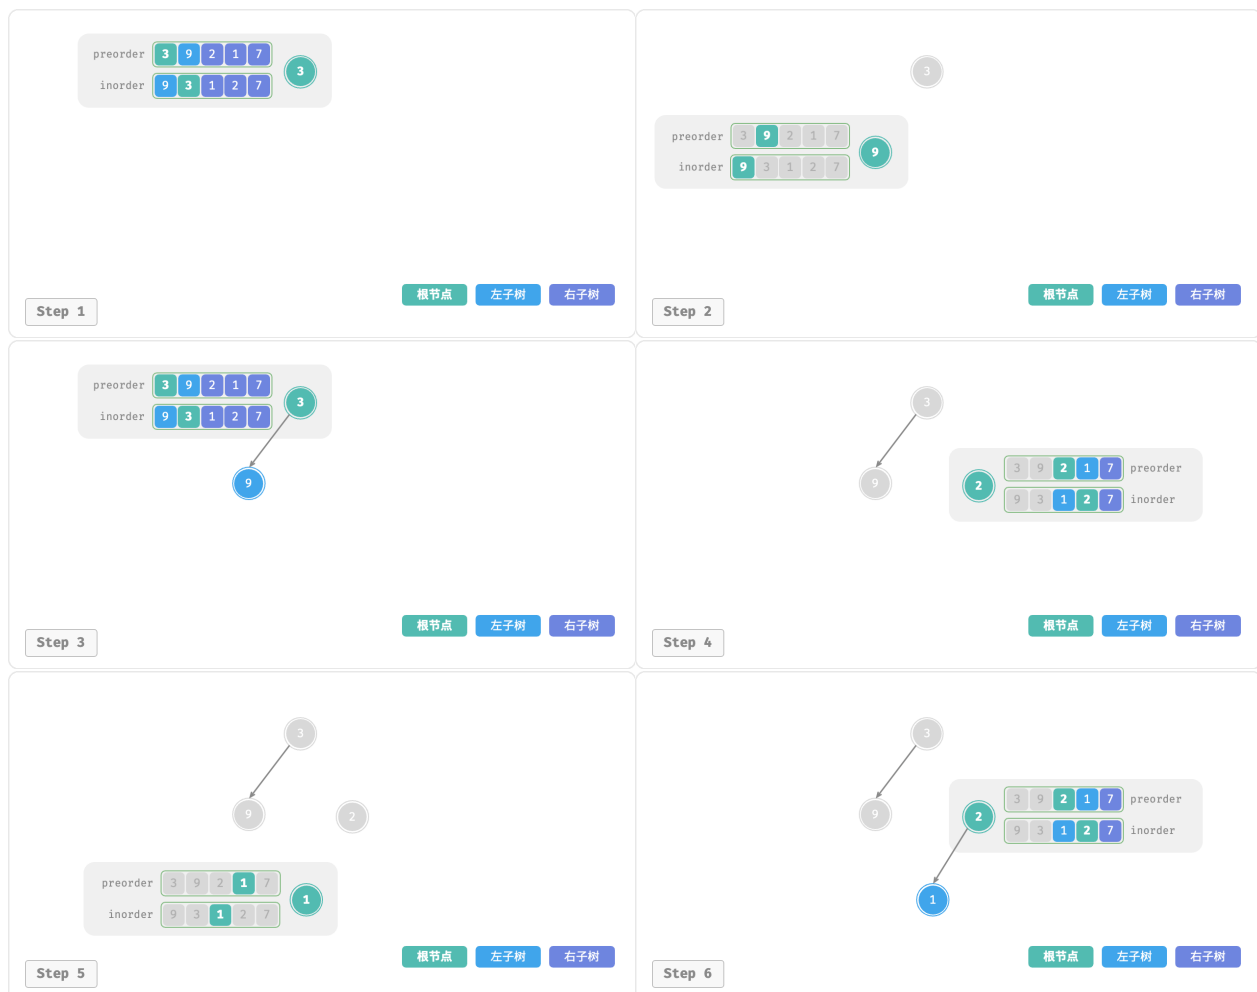 preorder 3 9 2 1 7
inorder 9 3 1 2 7
3
根节点 左子树 右子树
Step 1
3
preorder 3 9 2 1 7
inorder 9 3 1 2 7
9
根节点 左子树 右子树
Step 2
preorder 3 9 2 1 7
inorder 9 3 1 2 7
3
9
根节点 左子树 右子树
Step 3
3
9
2
3 9 2 1 7 preorder
9 3 1 2 7 inorder
根节点 左子树 右子树
Step 4
3
9 2
preorder 3 9 2 1 7
inorder 9 3 1 2 7
1
根节点 左子树 右子树
Step 5
3
9
2
3 9 2 1 7 preorder
9 3 1 2 7 inorder
1
根节点 左子树 右子树
Step 6